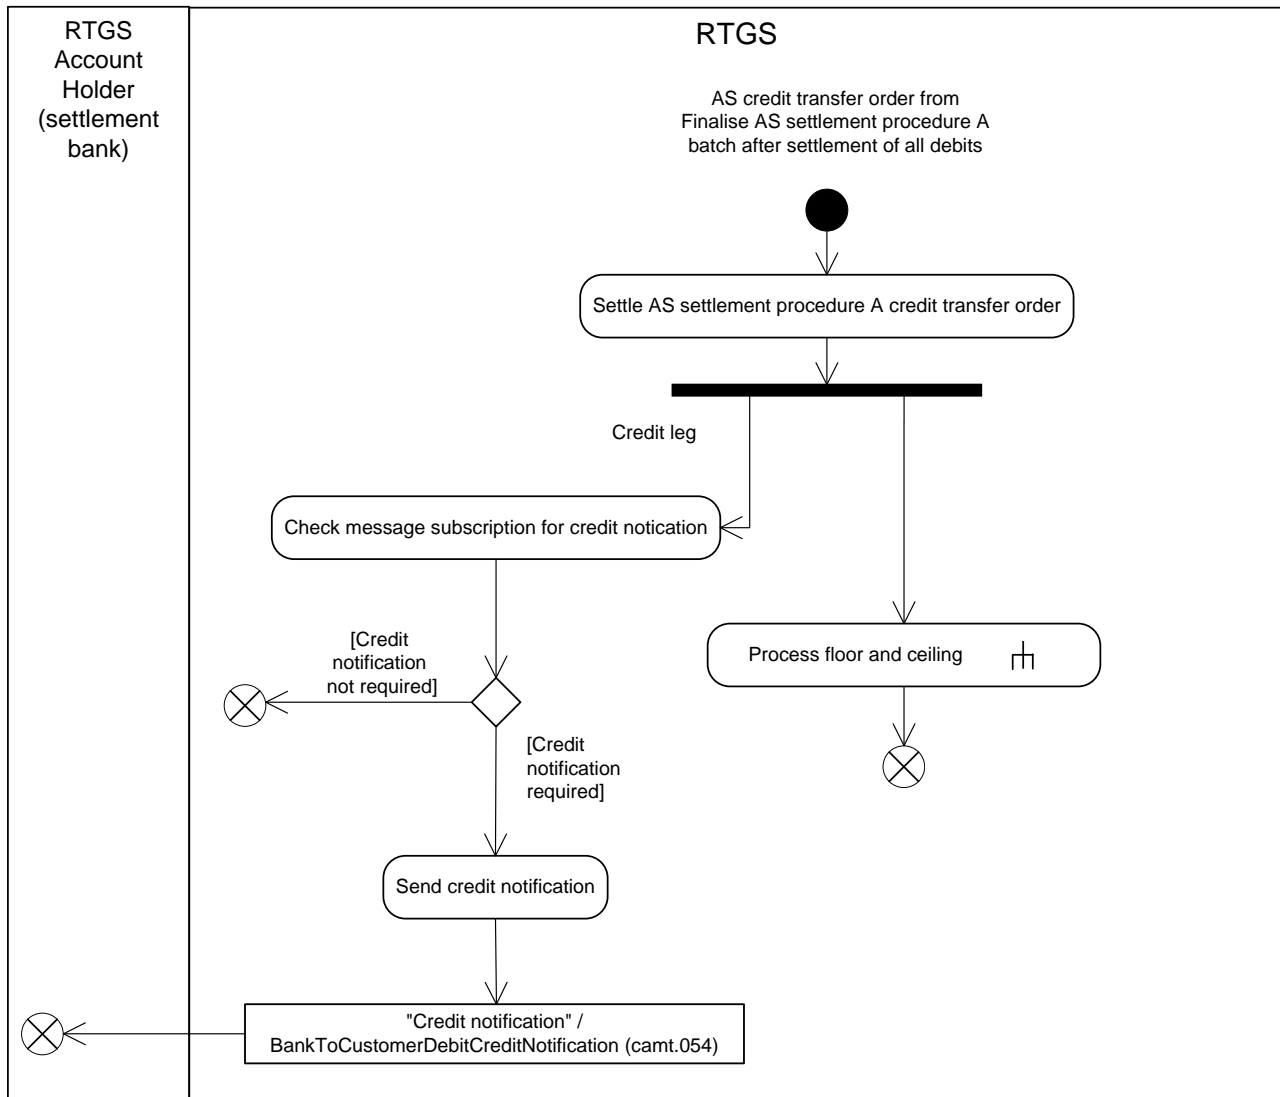 RTGS
Account
Holder
(settlement
bank)
RTGS
AS credit transfer order from
Finalise AS settlement procedure A
batch after settlement of all debits
Settle AS settlement procedure A credit transfer order
Credit leg
Check message subscription for credit notication
[Credit
notification
not required]
Process floor and ceiling
[Credit
notification
required]
Send credit notification
"Credit notification" /
BankToCustomerDebitCreditNotification (camt.054)